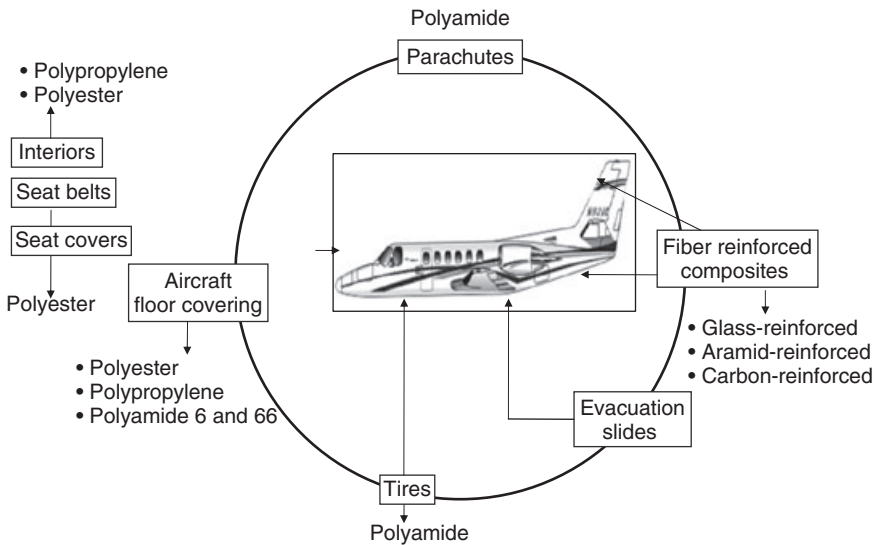 Polyamide
Parachutes
• Polypropylene
• Polyester
Interiors
Seat belts
Seat covers
Polyester
Aircraft
floor covering
• Polyester
• Polypropylene
• Polyamide 6 and 66
Fiber reinforced
composites
• Glass-reinforced
• Aramid-reinforced
• Carbon-reinforced
Evacuation
slides
Tires
Polyamide